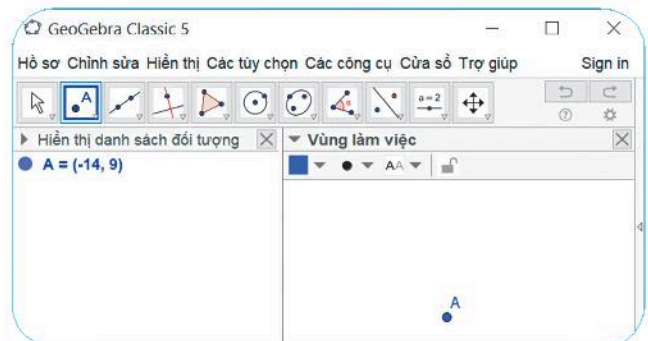 GeoGebra Classic 5
Hồ sơ Chỉnh sửa Hiển thị Các tùy chọn Các công cụ Cửa sổ Trợ giúp Sign in
A
a=2
Hiển thị danh sách đối tượng
Vùng làm việc
A = (-14, 9)
AA
A